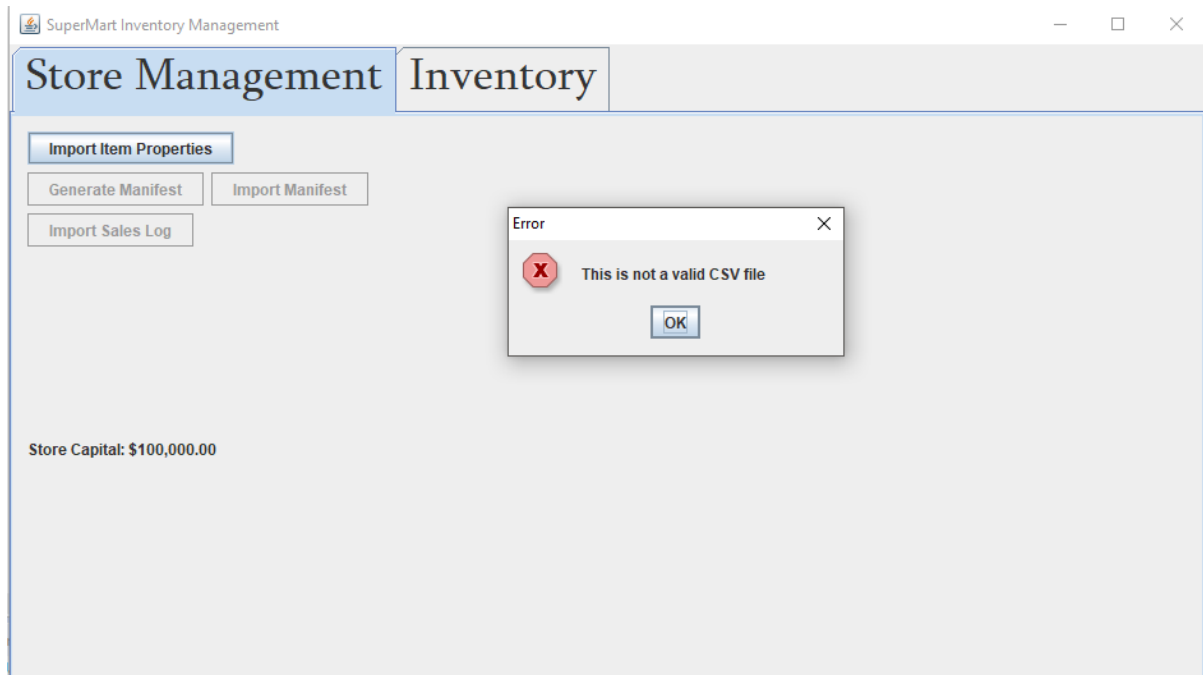 SuperMart Inventory Management
Store Management Inventory
Import Item Properties
Generate Manifest Import Manifest
Import Sales Log
Error
This is not a valid CSV file
OK
Store Capital: $100,000.00